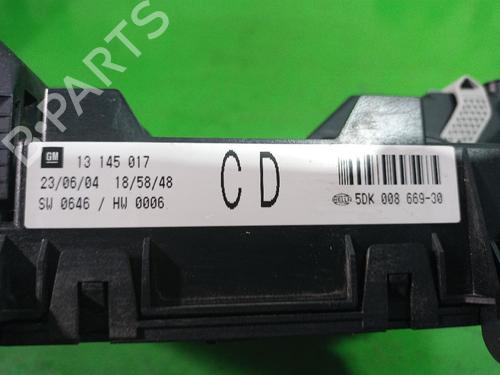 GM 13 145 017
23/06/04 18/58/48
SW 0646 / HW 0006
CD
HELLA 5DK 008 669-30
B-PARTS